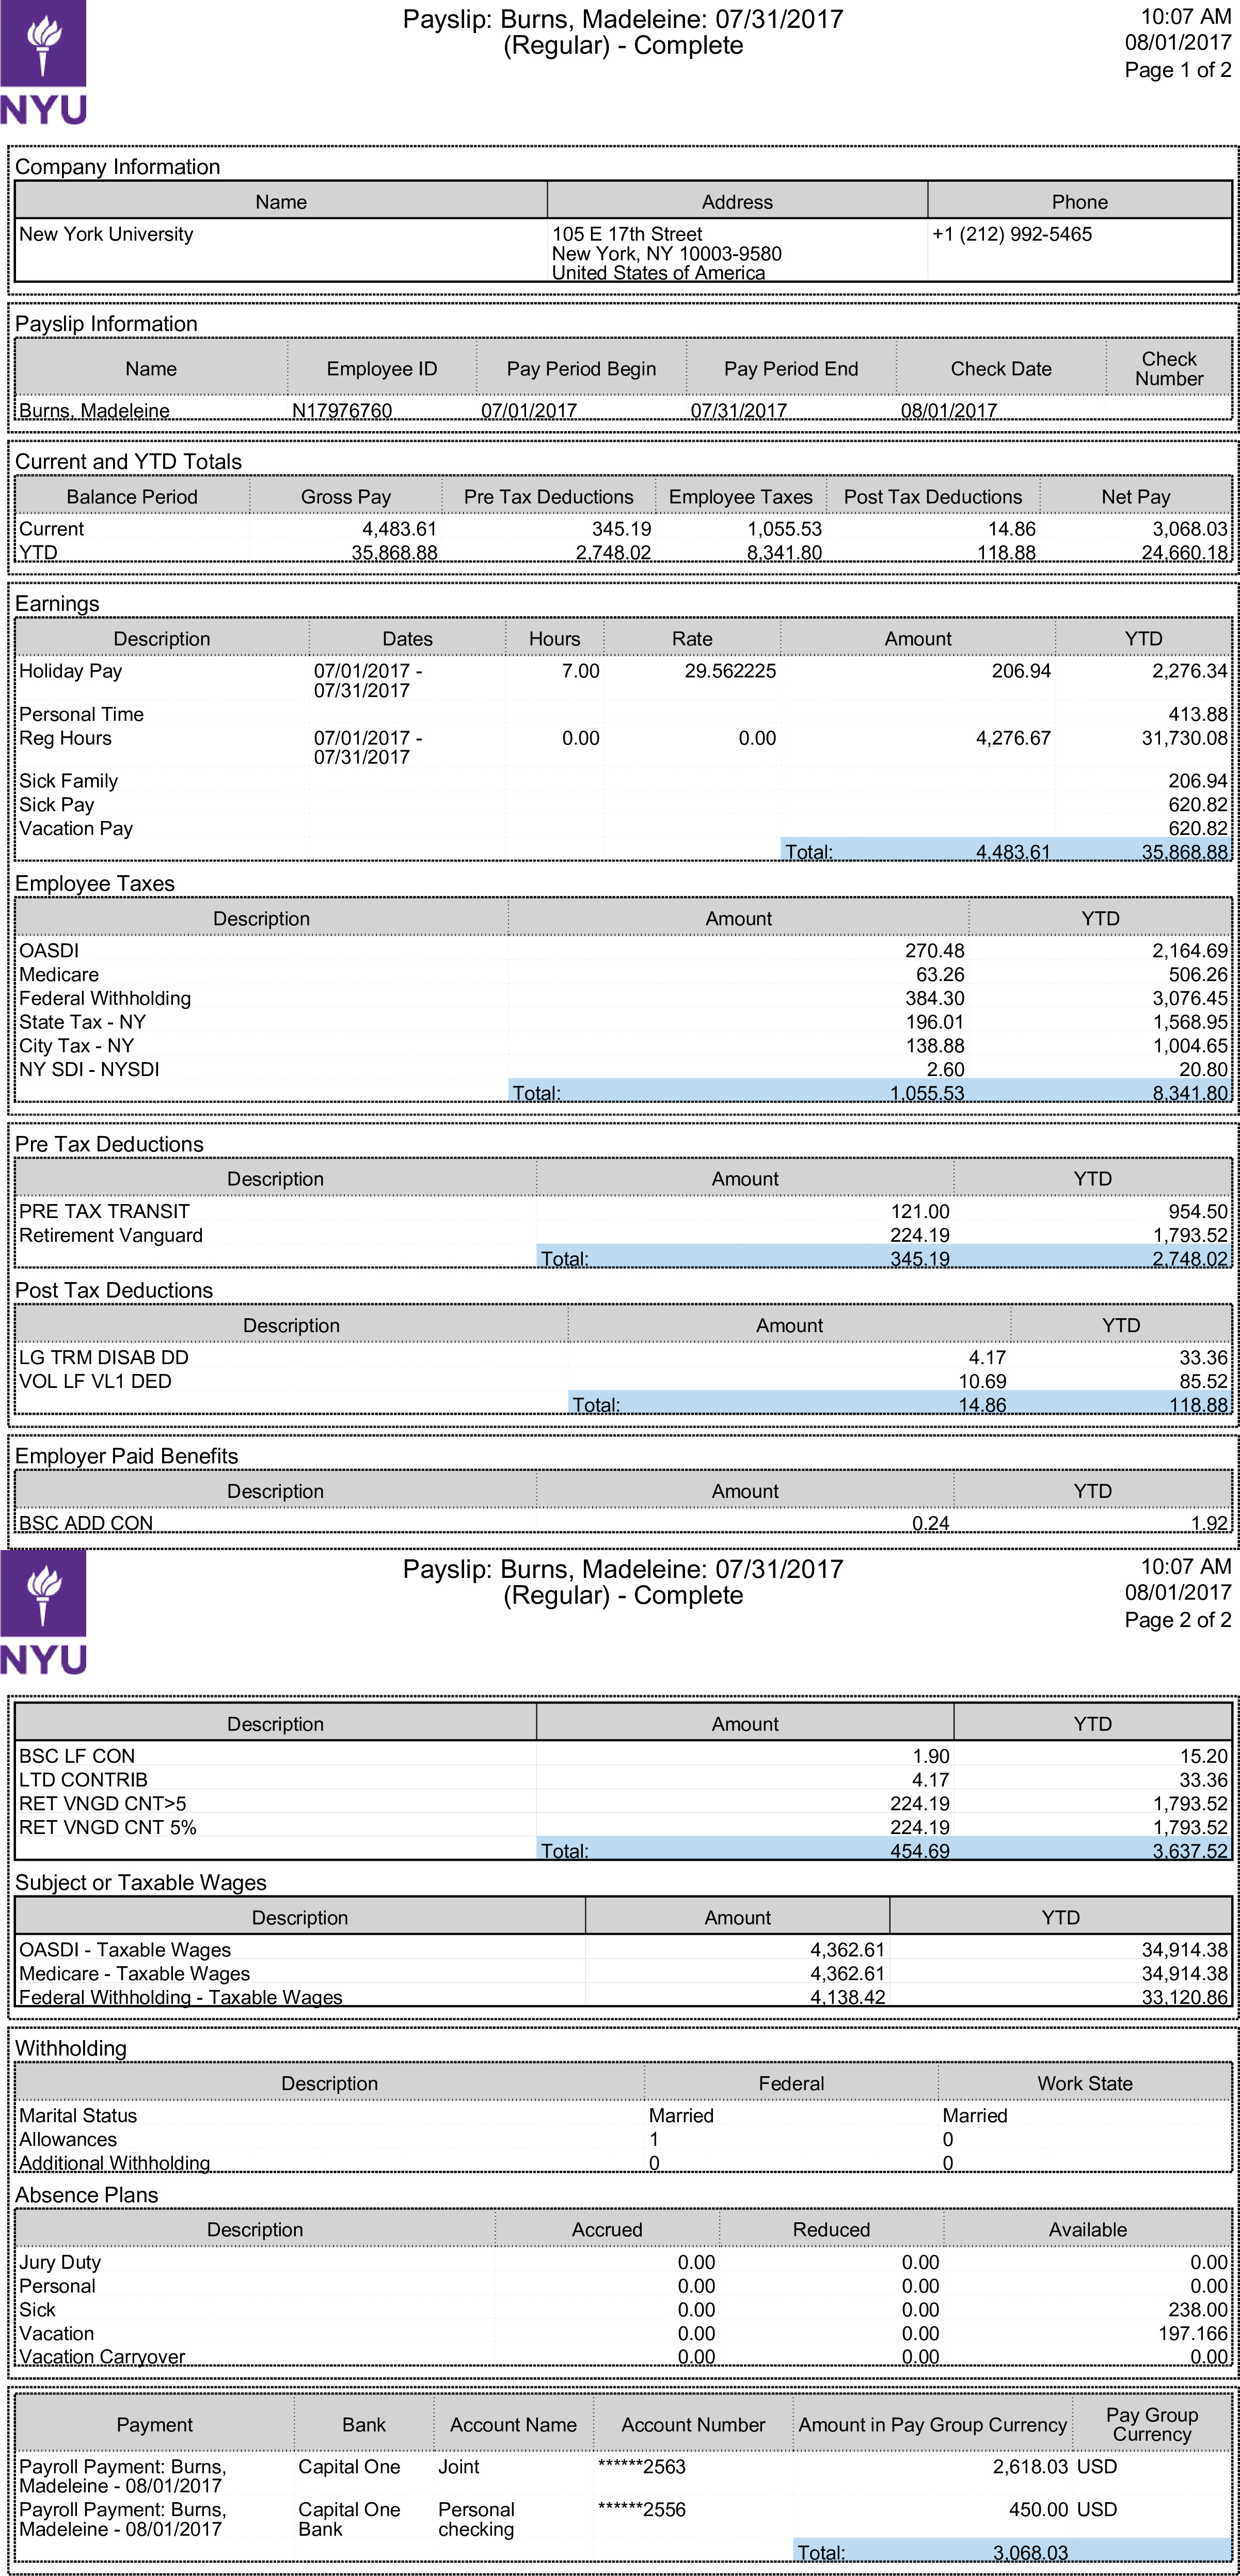 NYU
Payslip: Burns, Madeleine: 07/31/2017
(Regular) - Complete
10:07 AM
08/01/2017
Page 1 of 2
Company Information
Name Address Phone
New York University 105 E 17th Street +1 (212) 992-5465
New York, NY 10003-9580
United States of America
Payslip Information
Name Employee ID Pay Period Begin Pay Period End Check Date Check Number
Burns, Madeleine N17976760 07/01/2017 07/31/2017 08/01/2017
Current and YTD Totals
Balance Period Gross Pay Pre Tax Deductions Employee Taxes Post Tax Deductions Net Pay
Current 4,483.61 345.19 1,055.53 14.86 3,068.03
YTD 35,868.88 2,748.02 8,341.80 118.88 24,660.18
Earnings
Description Dates Hours Rate Amount YTD
Holiday Pay 07/01/2017 - 7.00 29.562225 206.94 2,276.34
07/31/2017
Personal Time 413.88
Reg Hours 07/01/2017 - 0.00 0.00 4,276.67 31,730.08
07/31/2017
Sick Family 206.94
Sick Pay 620.82
Vacation Pay 620.82
Total: 4,483.61 35,868.88
Employee Taxes
Description Amount YTD
OASDI 270.48 2,164.69
Medicare 63.26 506.26
Federal Withholding 384.30 3,076.45
State Tax - NY 196.01 1,568.95
City Tax - NY 138.88 1,004.65
NY SDI - NYSDI 2.60 20.80
Total: 1,055.53 8,341.80
Pre Tax Deductions
Description Amount YTD
PRE TAX TRANSIT 121.00 954.50
Retirement Vanguard 224.19 1,793.52
Total: 345.19 2,748.02
Post Tax Deductions
Description Amount YTD
LG TRM DISAB DD 4.17 33.36
VOL LF VL1 DED 10.69 85.52
Total: 14.86 118.88
Employer Paid Benefits
Description Amount YTD
BSC ADD CON 0.24 1.92
NYU
Payslip: Burns, Madeleine: 07/31/2017
(Regular) - Complete
10:07 AM
08/01/2017
Page 2 of 2
Description Amount YTD
BSC LF CON 1.90 15.20
LTD CONTRIB 4.17 33.36
RET VNGD CNT>5 224.19 1,793.52
RET VNGD CNT 5% 224.19 1,793.52
Total: 454.69 3,637.52
Subject or Taxable Wages
Description Amount YTD
OASDI - Taxable Wages 4,362.61 34,914.38
Medicare - Taxable Wages 4,362.61 34,914.38
Federal Withholding - Taxable Wages 4,138.42 33,120.86
Withholding
Description Federal Work State
Marital Status Married Married
Allowances 1 0
Additional Withholding 0 0
Absence Plans
Description Accrued Reduced Available
Jury Duty 0.00 0.00 0.00
Personal 0.00 0.00 0.00
Sick 0.00 0.00 238.00
Vacation 0.00 0.00 197.166
Vacation Carryover 0.00 0.00 0.00
Payment Bank Account Name Account Number Amount in Pay Group Currency Pay Group Currency
Payroll Payment: Burns, Capital One Joint ******2563 2,618.03 USD
Madeleine - 08/01/2017
Payroll Payment: Burns, Capital One Personal ******2556 450.00 USD
Madeleine - 08/01/2017 Bank checking
Total: 3,068.03